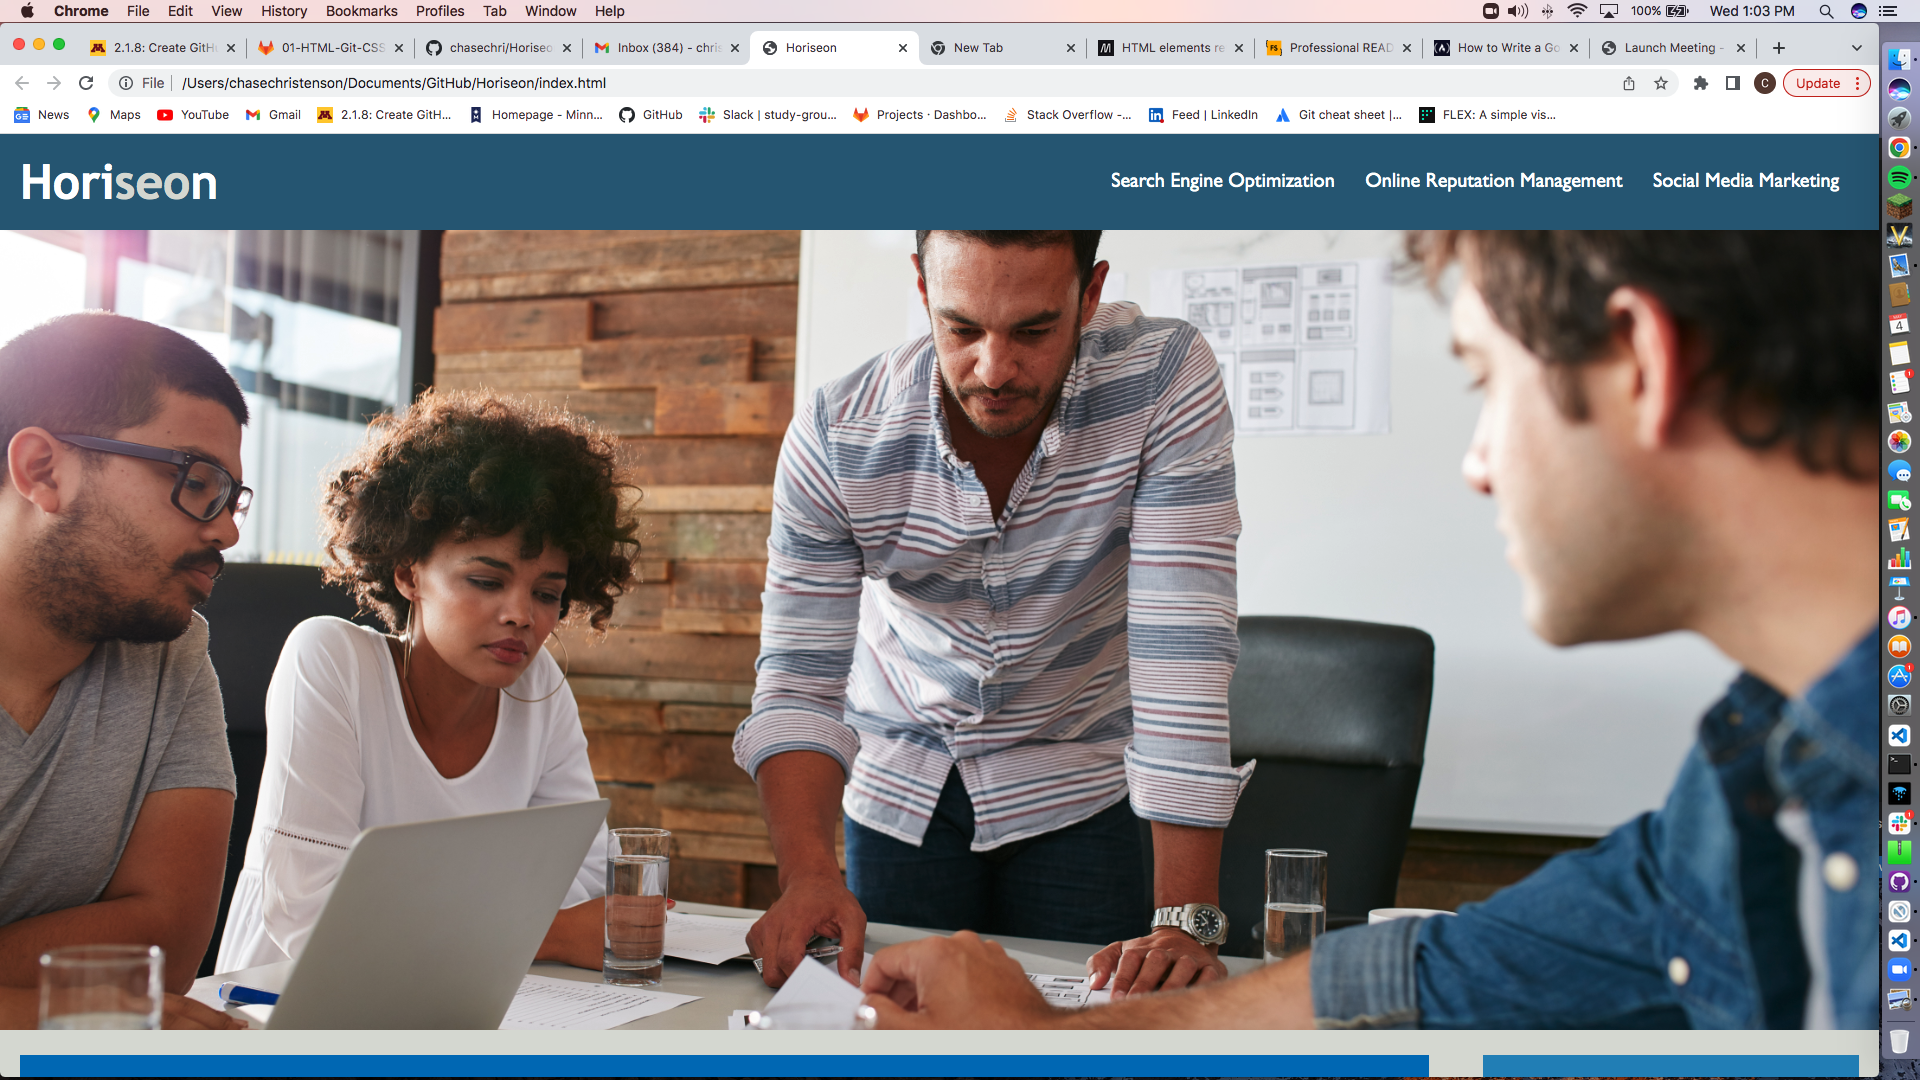 Chrome File Edit View History Bookmarks Profiles Tab Window Help 100% Wed 1:03 PM
2.1.8: Create GitH 01-HTML-Git-CSS chasechri/Horiseo Inbox (384) - chris Horiseon New Tab HTML elements re Professional READ How to Write a Go Launch Meeting -
File /Users/chasechristenson/Documents/GitHub/Horiseon/index.html C Update
News Maps YouTube Gmail 2.1.8: Create GitH... Homepage - Minn... GitHub Slack | study-grou... Projects · Dashbo... Stack Overflow -... Feed | LinkedIn Git cheat sheet |... FLEX: A simple vis...
Horiseon Search Engine Optimization Online Reputation Management Social Media Marketing